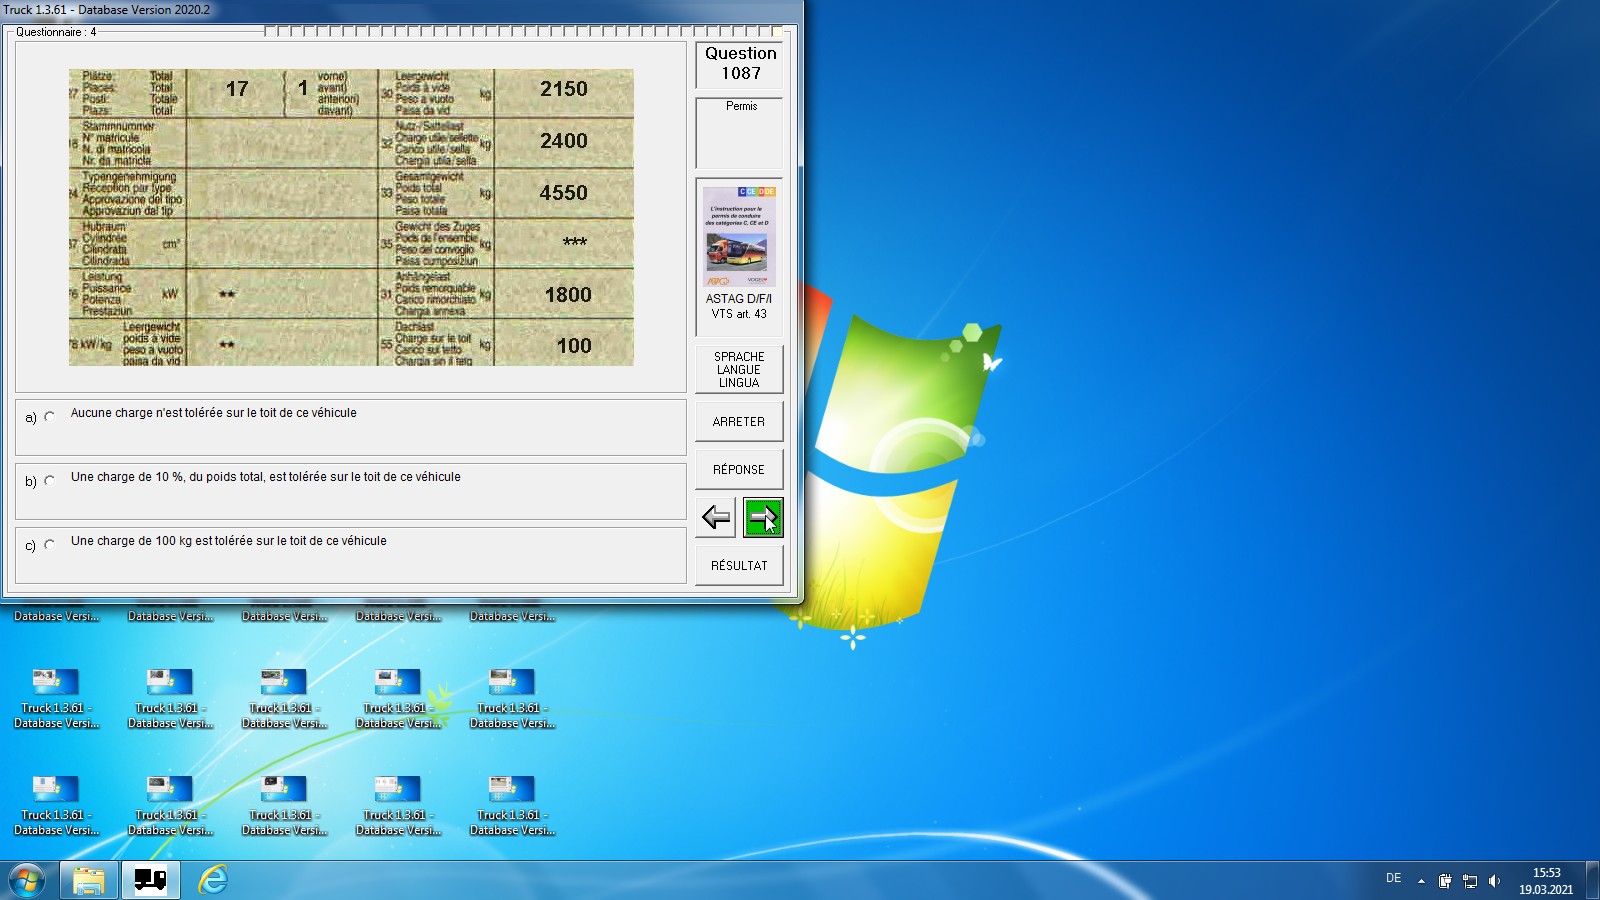 Truck 1.3.61 - Database Version 2020.2
Questionnaire : 4
Plätze: Total
Places: Total
Posti: Totale
Plazs: Total
17
( 1 vorne)
avant)
anteriori)
davant)
30 Leergewicht
Poids à vide
Peso a vuoto
Paisa da vid
kg
2150
Stammnummer
N° matricule
N. di matricola
Nr. da matricla
32 Nutz-/Sattellast
Charge utile/sellette
Carico utile/sella
Chargia utila/sella
kg
2400
Typengenehmigung
Réception par type
Approvazione del tipo
Approvaziun dal tip
33 Gesamtgewicht
Poids total
Peso totale
Paisa totala
kg
4550
Hubraum
Cylindrée
Cilindrata
Cilindrada
cm³
35 Gewicht des Zuges
Poids de l'ensemble
Peso del convoglio
Paisa cumposiziun
kg
***
Leistung
Puissance
Potenza
Prestaziun
kW
**
31 Anhängelast
Poids remorquable
Carico rimorchiato
Chargia annexa
kg
1800
kW/kg Leergewicht
poids à vide
peso a vuoto
paisa da vid
**
55 Dachlast
Charge sur le toit
Carico sul tetto
Chargia sin il tetg
kg
100
a) Aucune charge n'est tolérée sur le toit de ce véhicule
b) Une charge de 10 %, du poids total, est tolérée sur le toit de ce véhicule
c) Une charge de 100 kg est tolérée sur le toit de ce véhicule
Question
1087
Permis
C CE D DE
L'instruction pour le
permis de conduire
des catégories C, CE et D
ASTAG D/F/I
VTS art. 43
SPRACHE
LANGUE
LINGUA
ARRETER
RÉPONSE
RÉSULTAT
Database Versi... Database Versi... Database Versi... Database Versi... Database Versi...
Truck 1.3.61 - Truck 1.3.61 - Truck 1.3.61 - Truck 1.3.61 - Truck 1.3.61 -
Database Versi... Database Versi... Database Versi... Database Versi... Database Versi...
Truck 1.3.61 - Truck 1.3.61 - Truck 1.3.61 - Truck 1.3.61 - Truck 1.3.61 -
Database Versi... Database Versi... Database Versi... Database Versi... Database Versi...
DE
15:53
19.03.2021